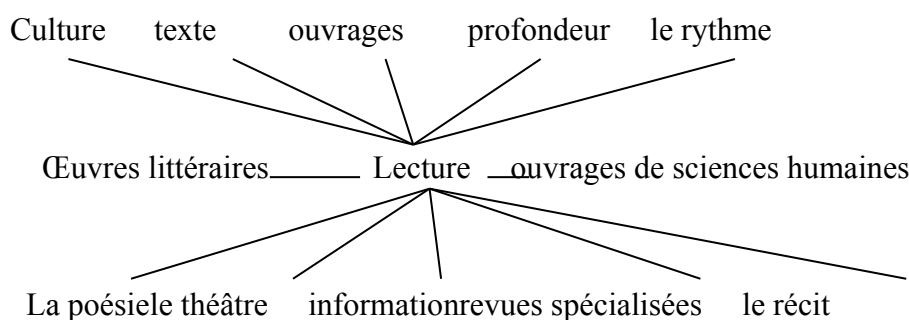 Culture texte ouvrages profondeur le rythme
Œuvres littéraires Lecture ouvrages de sciences humaines
La poésiele théâtre informationrevues spécialisées le récit